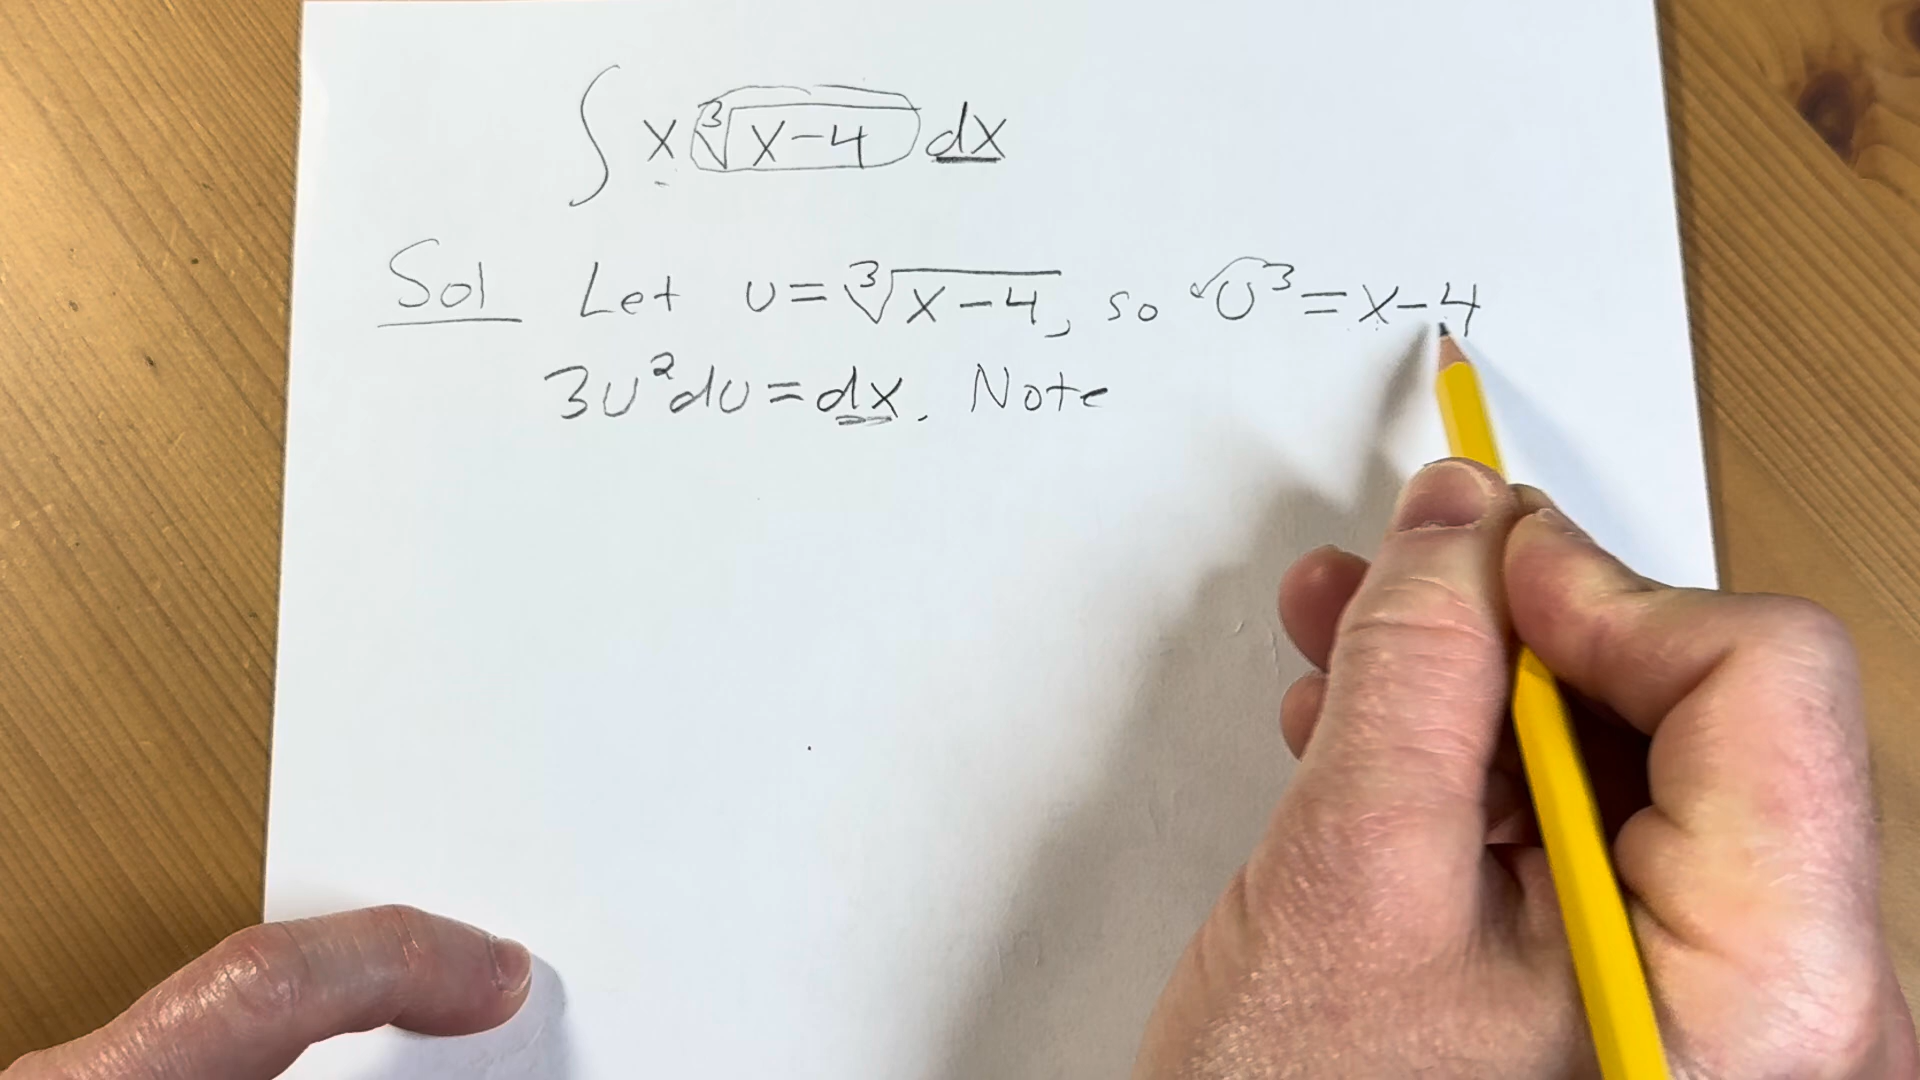 ∫ x ∛(x-4) dx
Sol Let u = ∛(x-4), so u³ = x-4
3u²du = dx. Note